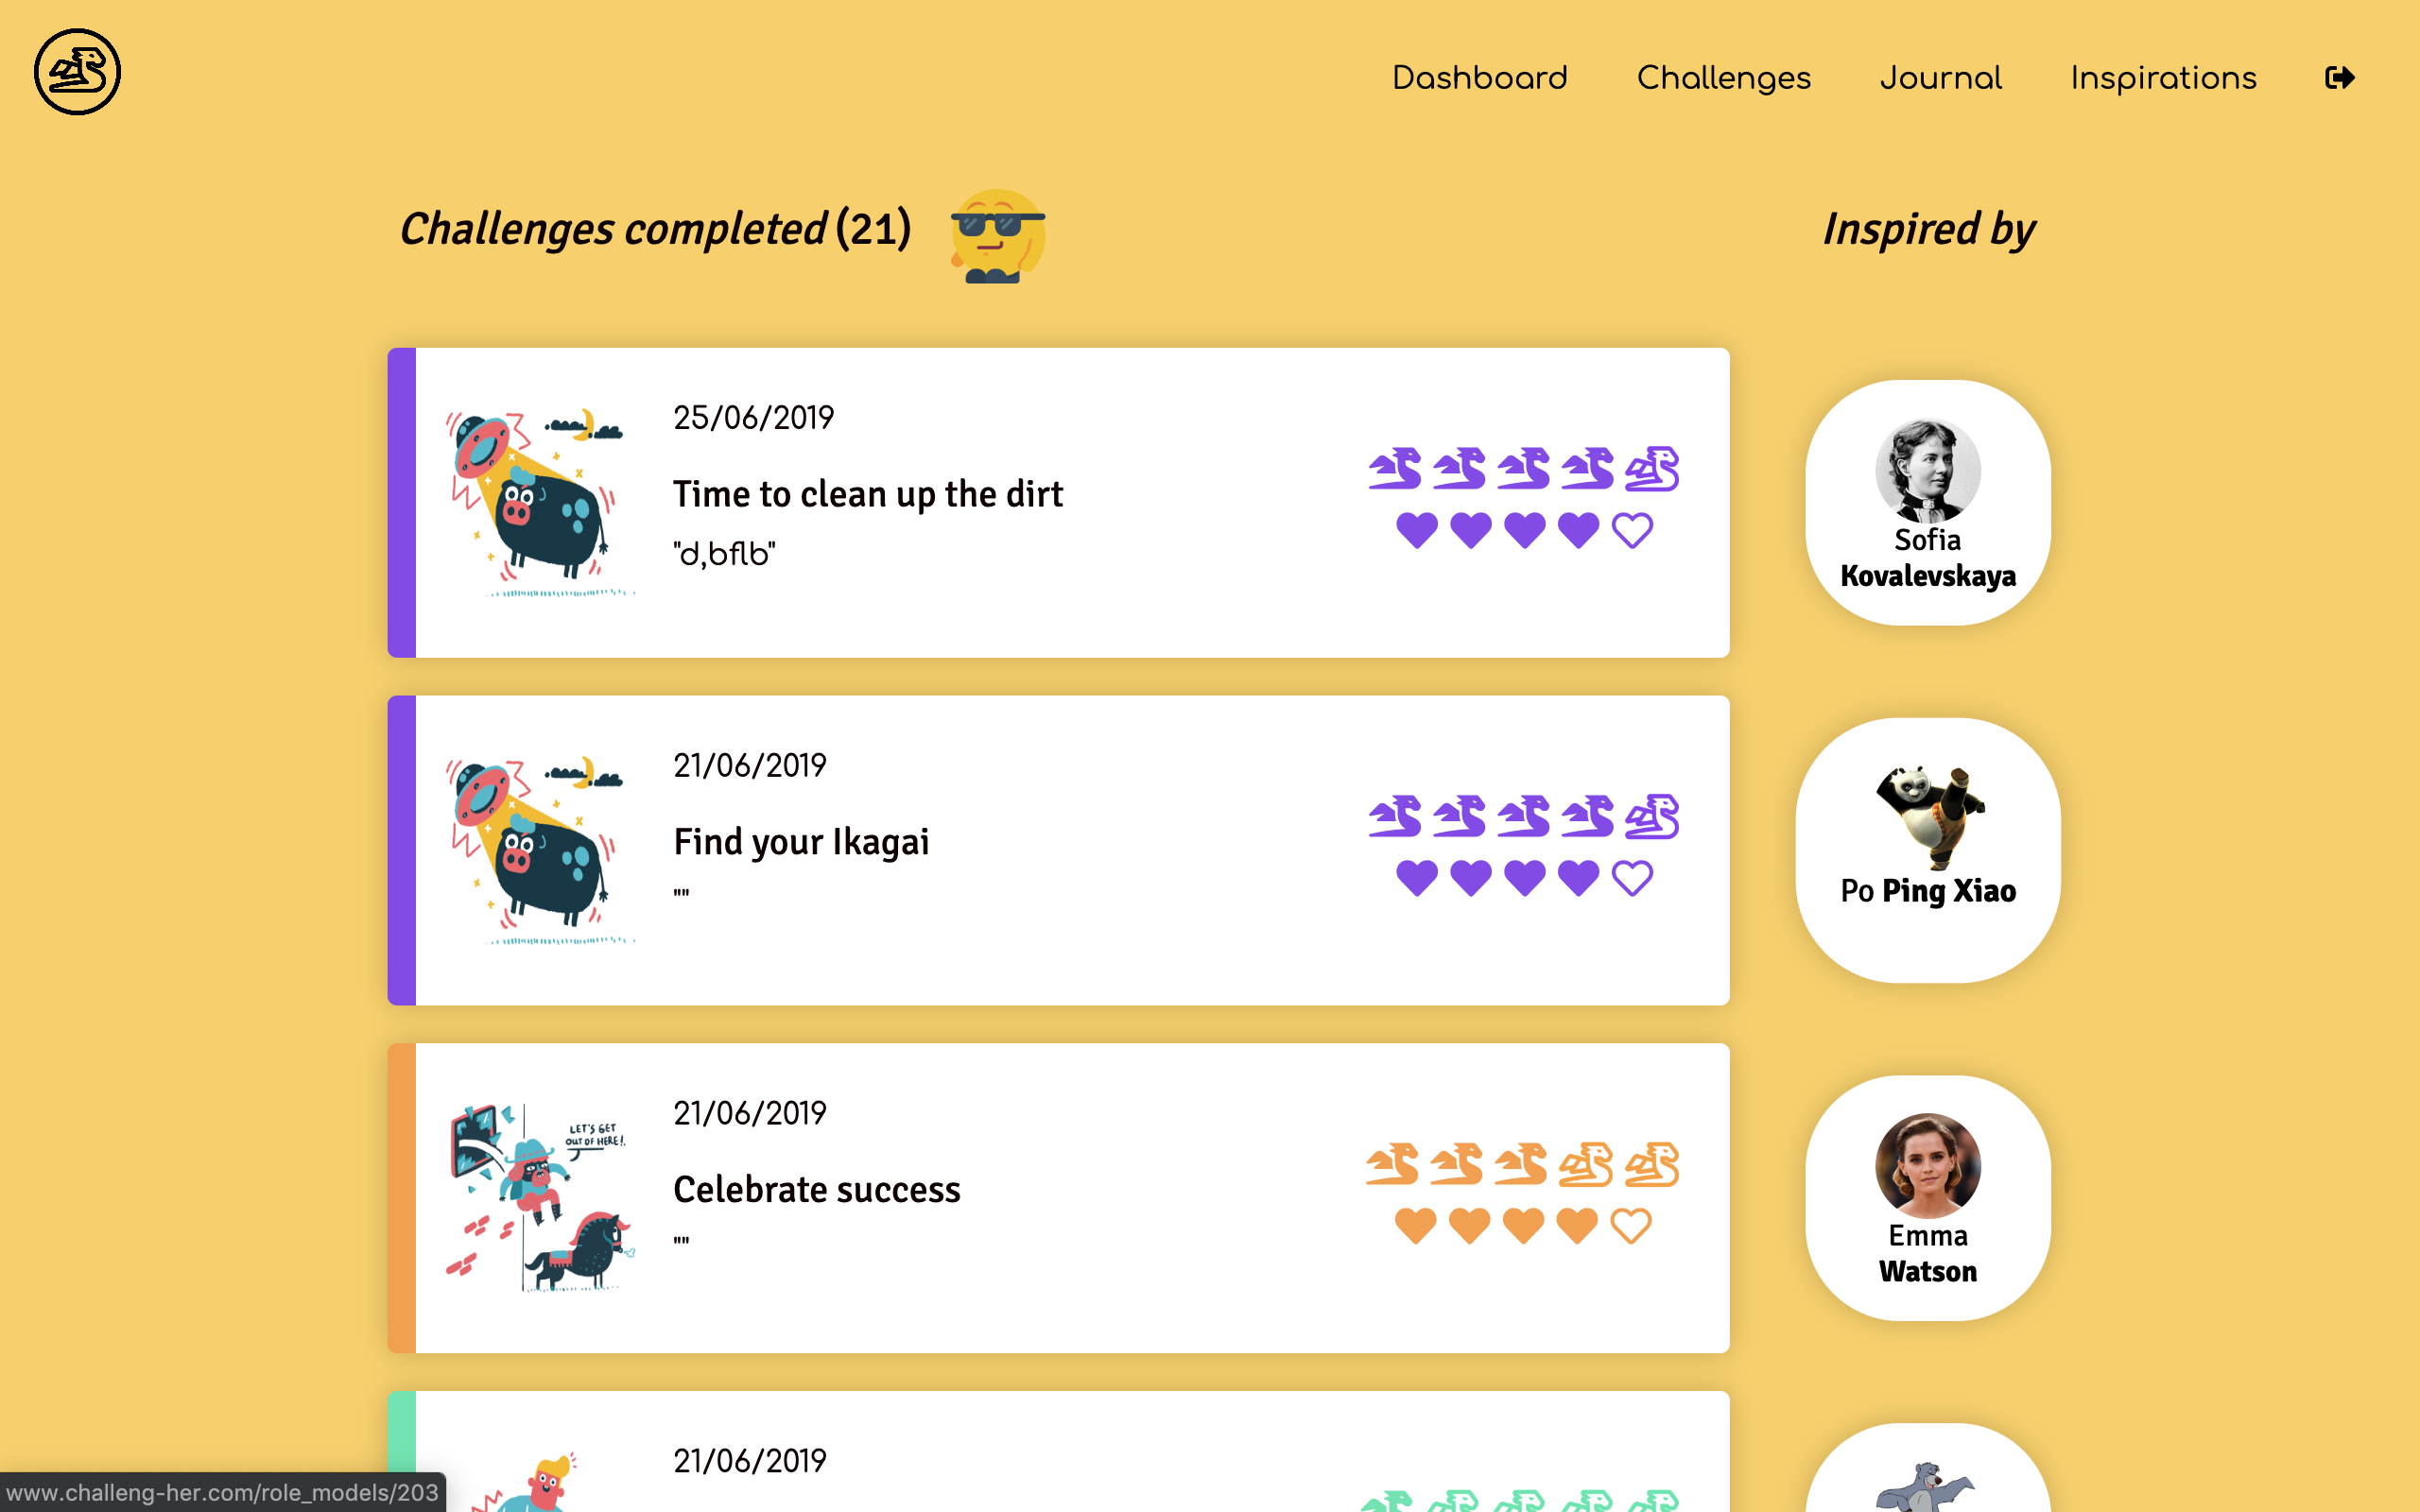 Dashboard Challenges Journal Inspirations
Challenges completed (21)
Inspired by
25/06/2019
Time to clean up the dirt
"d,bflb"
Sofia
Kovalevskaya
21/06/2019
Find your Ikagai
""
Po Ping Xiao
LET'S GET
OUT OF HERE!.
21/06/2019
Celebrate success
""
Emma
Watson
21/06/2019
www.challeng-her.com/role_models/203